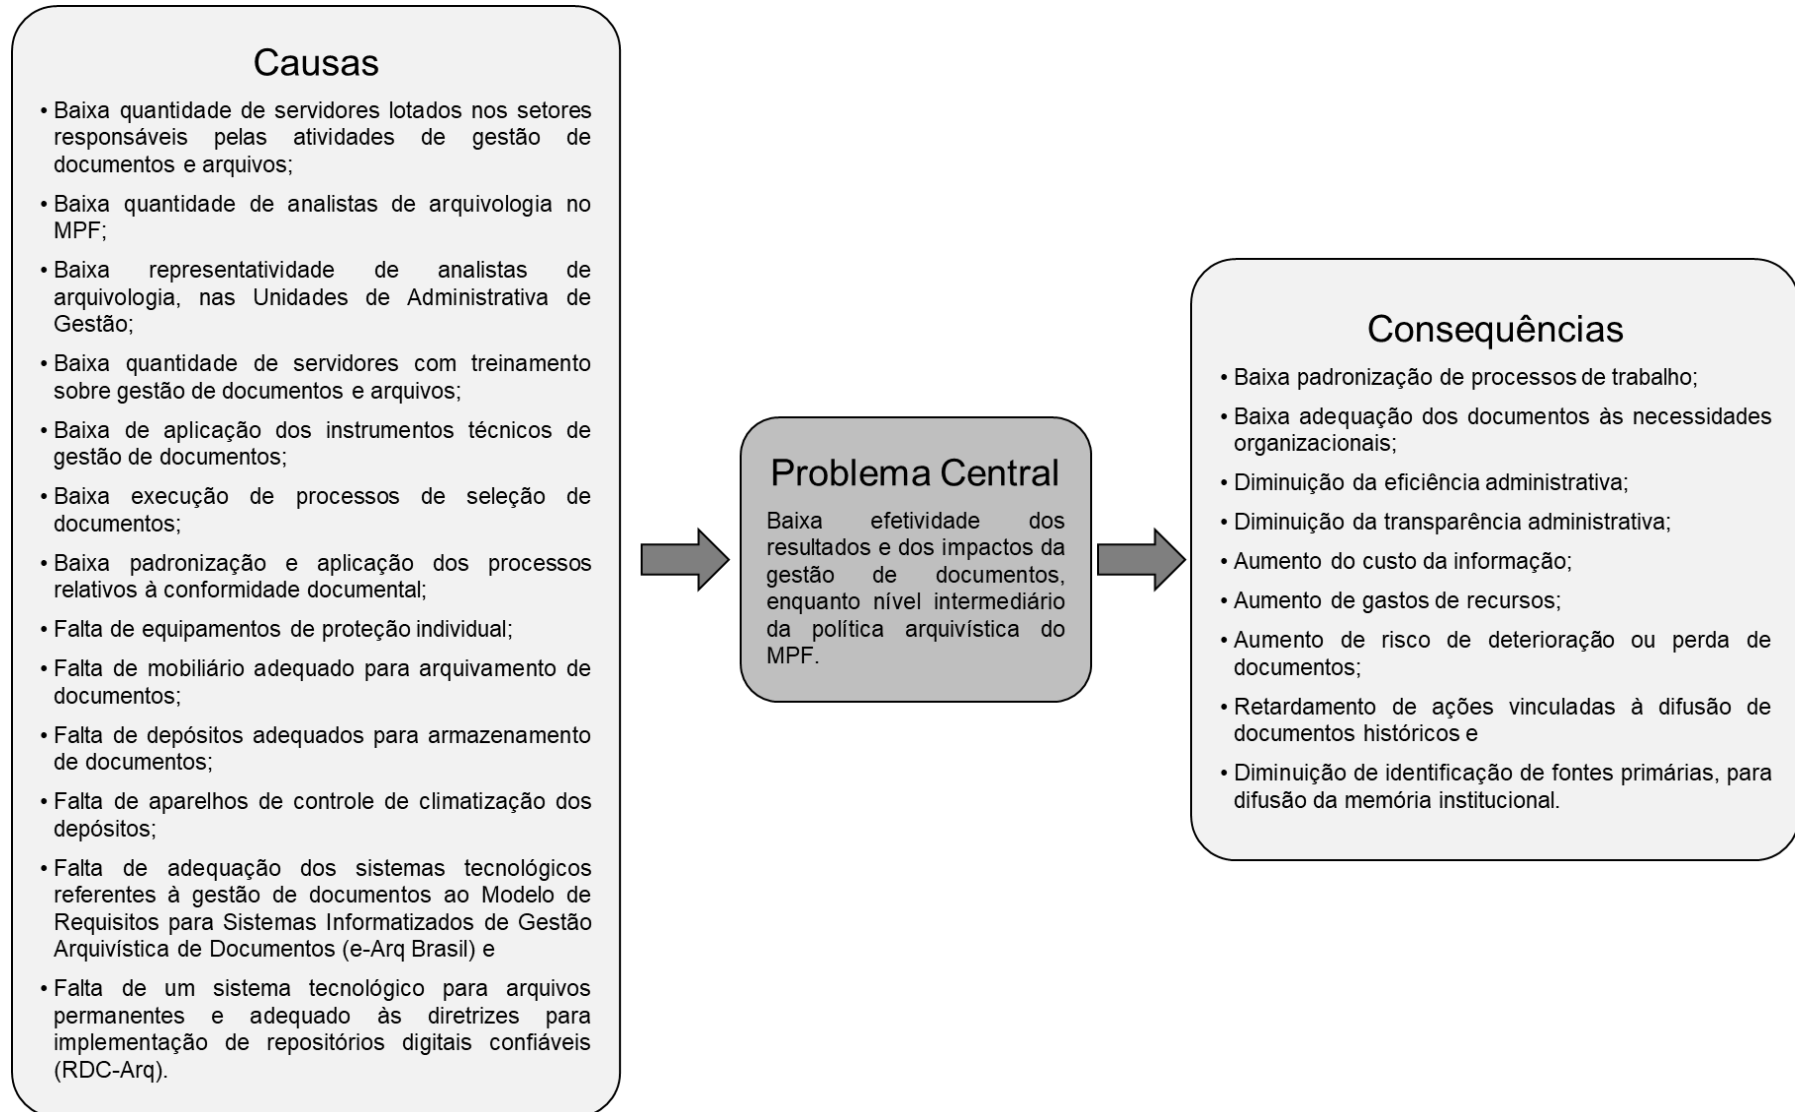 Causas
• Baixa quantidade de servidores lotados nos setores
responsáveis pelas atividades de gestão de
documentos e arquivos;
• Baixa quantidade de analistas de arquivologia no
MPF;
• Baixa representatividade de analistas de
arquivologia, nas Unidades de Administrativa de
Gestão;
• Baixa quantidade de servidores com treinamento
sobre gestão de documentos e arquivos;
• Baixa de aplicação dos instrumentos técnicos de
gestão de documentos;
• Baixa execução de processos de seleção de
documentos;
• Baixa padronização e aplicação dos processos
relativos à conformidade documental;
• Falta de equipamentos de proteção individual;
• Falta de mobiliário adequado para arquivamento de
documentos;
• Falta de depósitos adequados para armazenamento
de documentos;
• Falta de aparelhos de controle de climatização dos
depósitos;
• Falta de adequação dos sistemas tecnológicos
referentes à gestão de documentos ao Modelo de
Requisitos para Sistemas Informatizados de Gestão
Arquivística de Documentos (e-Arq Brasil) e
• Falta de um sistema tecnológico para arquivos
permanentes e adequado às diretrizes para
implementação de repositórios digitais confiáveis
(RDC-Arq).
Problema Central
Baixa efetividade dos
resultados e dos impactos da
gestão de documentos,
enquanto nível intermediário
da política arquivística do
MPF.
Consequências
• Baixa padronização de processos de trabalho;
• Baixa adequação dos documentos às necessidades
organizacionais;
• Diminuição da eficiência administrativa;
• Diminuição da transparência administrativa;
• Aumento do custo da informação;
• Aumento de gastos de recursos;
• Aumento de risco de deterioração ou perda de
documentos;
• Retardamento de ações vinculadas à difusão de
documentos históricos e
• Diminuição de identificação de fontes primárias, para
difusão da memória institucional.